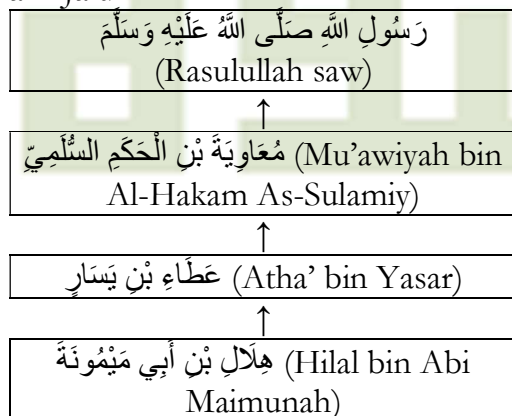 رَسُولِ اللَّهِ صَلَّى اللَّهُ عَلَيْهِ وَسَلَّمَ
(Rasulullah saw)
↑
مُعَاوِيَةَ بْنِ الْحَكَمِ السُّلَمِيِّ (Mu’awiyah bin
Al-Hakam As-Sulamiy)
↑
عَطَاءِ بْنِ يَسَارٍ (Atha’ bin Yasar)
↑
هِلَالِ بْنِ أَبِي مَيْمُونَةَ (Hilal bin Abi
Maimunah)